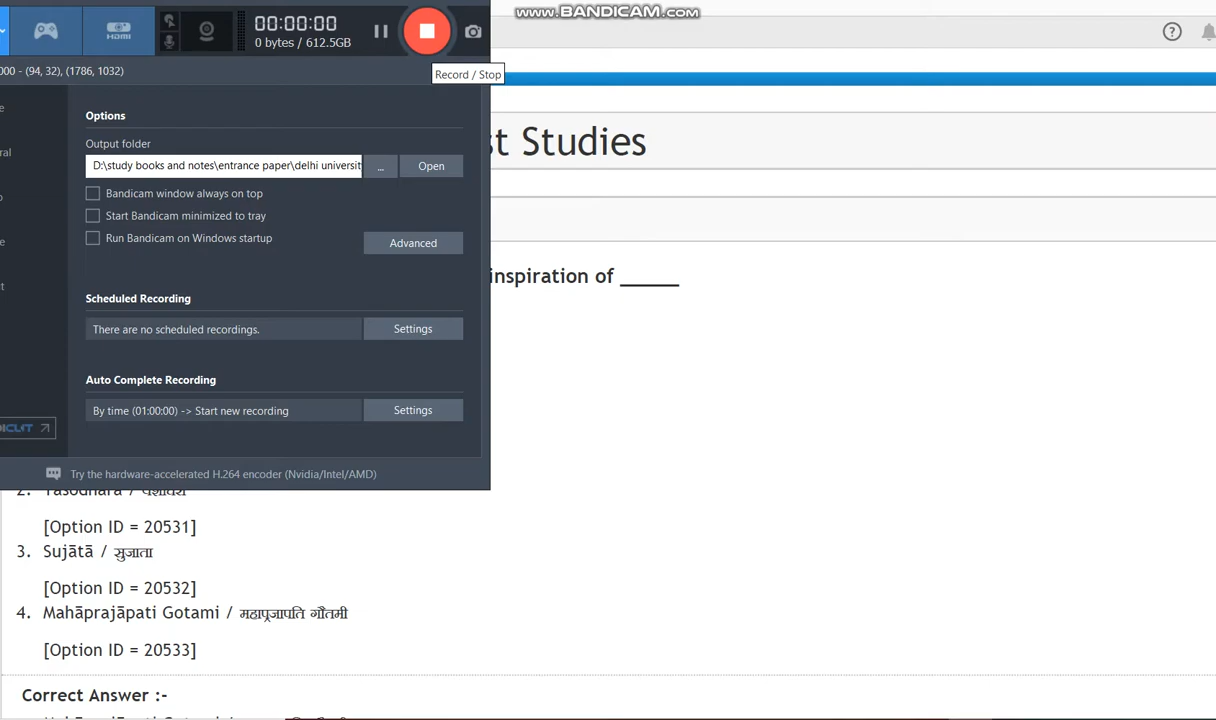 www.BANDICAM.com
HDMI
00:00:00
0 bytes / 612.5GB
Record / Stop
000 - (94, 32), (1786, 1032)
st Studies
Options
Output folder
D:\study books and notes\entrance paper\delhi universit
...
Open
Bandicam window always on top
Start Bandicam minimized to tray
Run Bandicam on Windows startup
Advanced
inspiration of ______
Scheduled Recording
There are no scheduled recordings.
Settings
Auto Complete Recording
By time (01:00:00) -> Start new recording
Settings
Try the hardware-accelerated H.264 encoder (Nvidia/Intel/AMD)
2. Yasodhara / यशोधरा
[Option ID = 20531]
3. Sujātā / सुजाता
[Option ID = 20532]
4. Mahāprajāpati Gotami / महाप्रजापति गौतमी
[Option ID = 20533]
Correct Answer :-